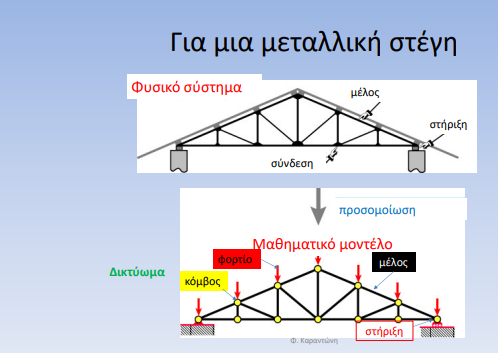 Για μια μεταλλική στέγη
Φυσικό σύστημα
μέλος
στήριξη
σύνδεση
προσομοίωση
Μαθηματικό μοντέλο
φορτίο
μέλος
Δικτύωμα
κόμβος
στήριξη
Φ. Καραντώνη